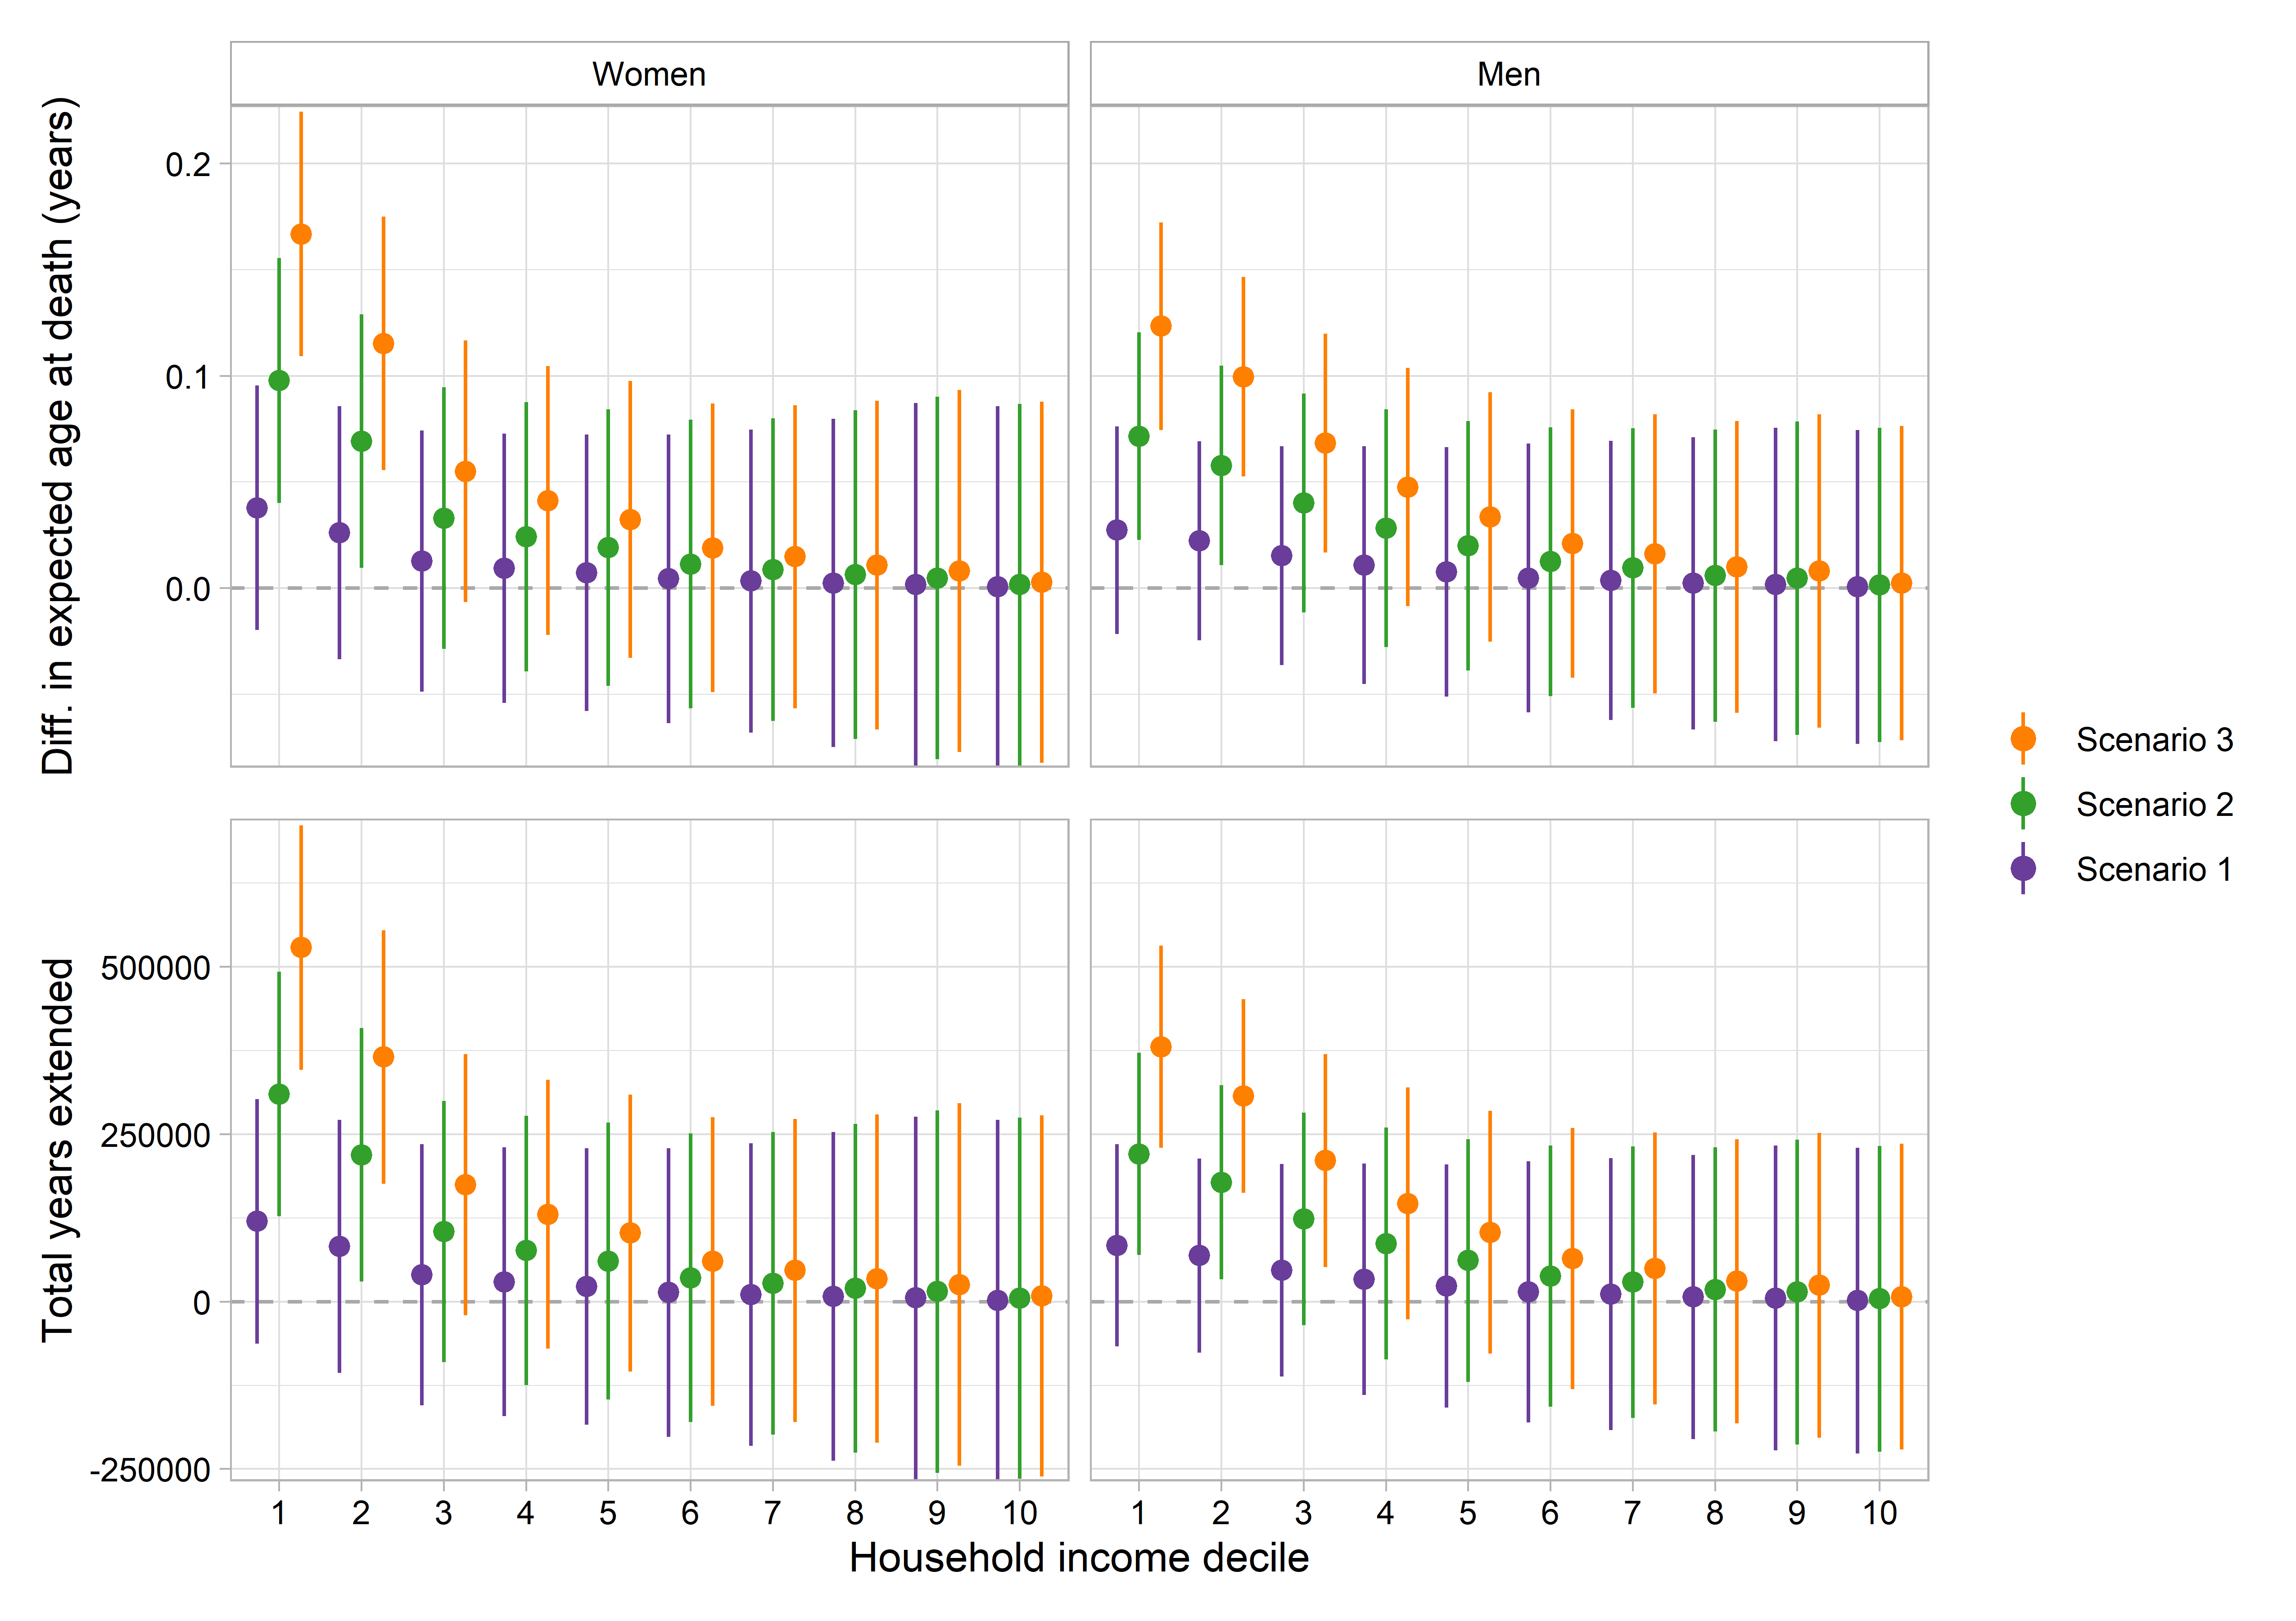 Women
Men
Diff. in expected age at death (years)
0.2
0.1
0.0
Total years extended
500000
250000
0
-250000
1 2 3 4 5 6 7 8 9 10
1 2 3 4 5 6 7 8 9 10
Household income decile
Scenario 3
Scenario 2
Scenario 1